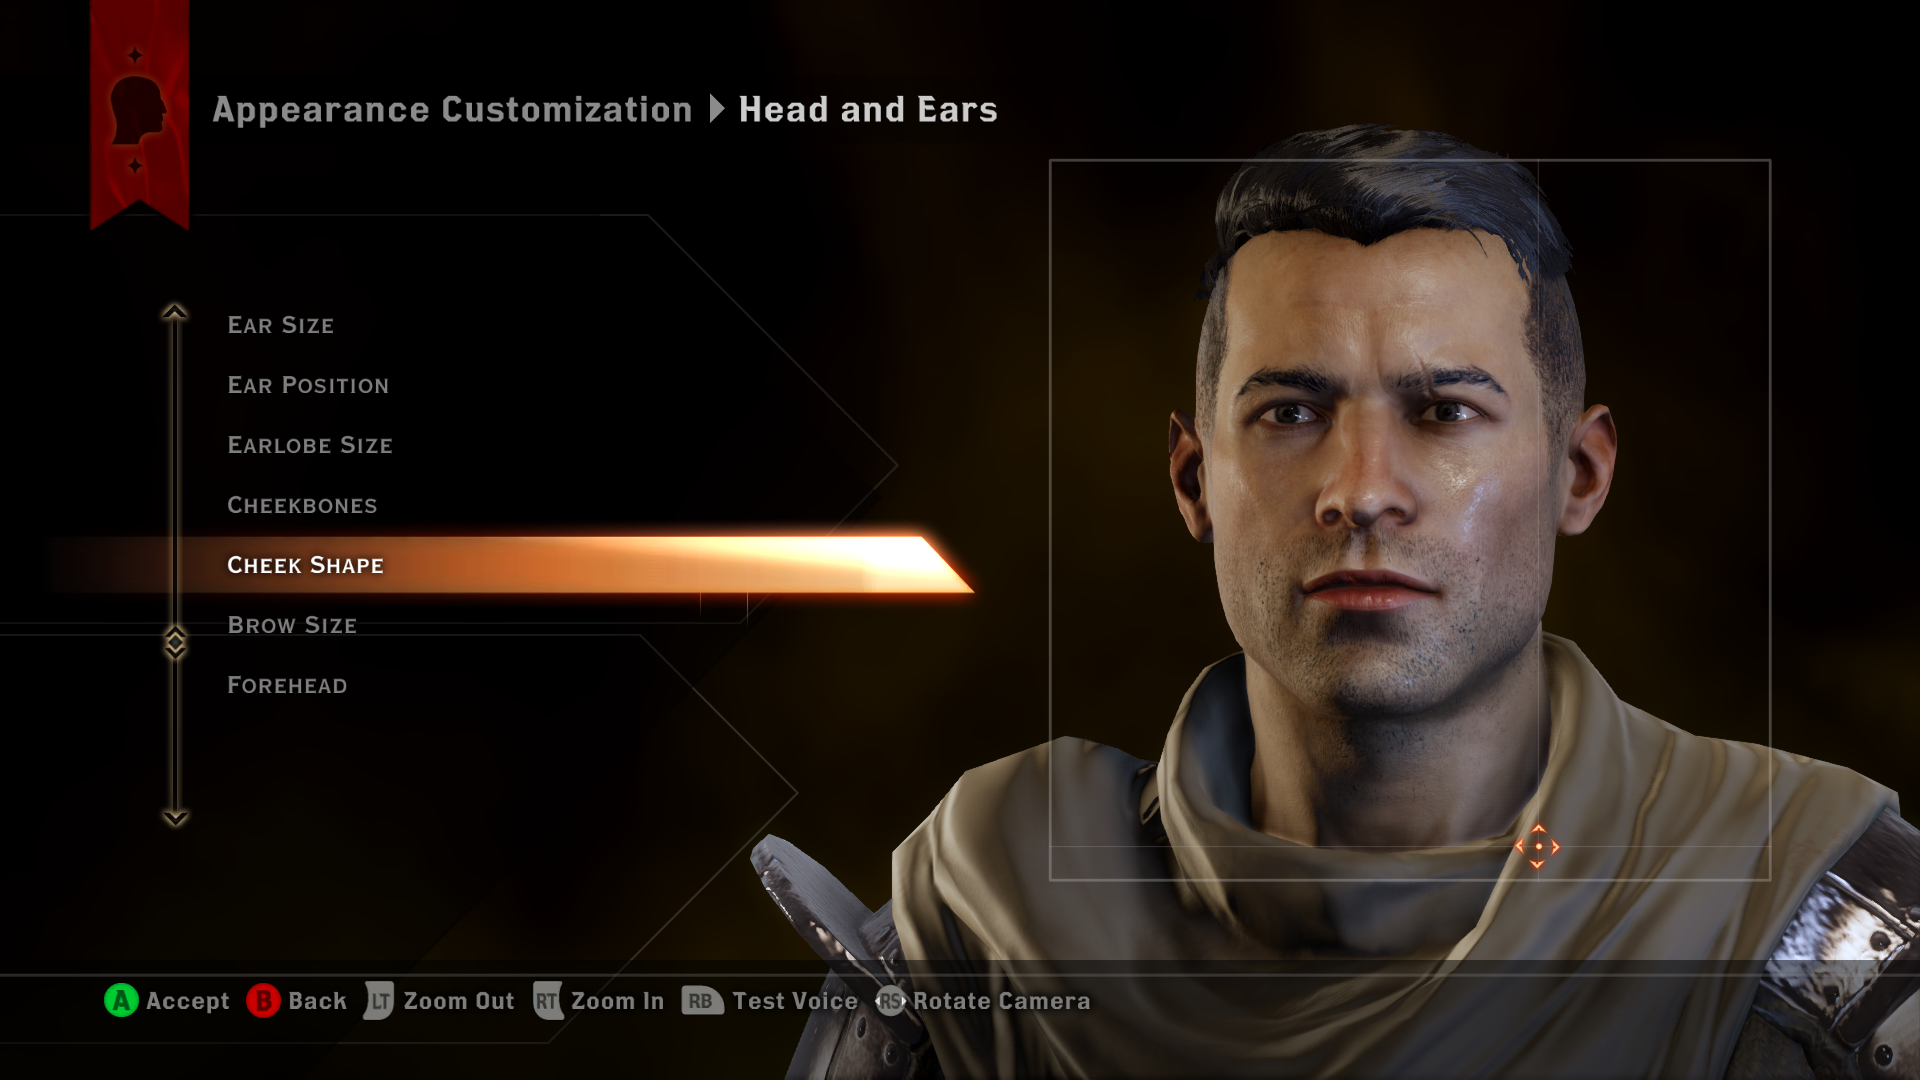 Appearance Customization Head and Ears
Ear Size
Ear Position
Earlobe Size
Cheekbones
Cheek Shape
Brow Size
Forehead
A Accept B Back LT Zoom Out RT Zoom In RB Test Voice RS Rotate Camera